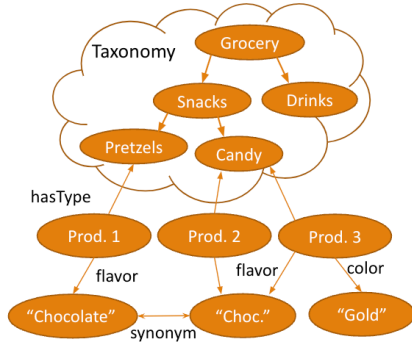 Grocery
Taxonomy
Snacks
Drinks
Pretzels
Candy
hasType
Prod. 1
Prod. 2
Prod. 3
flavor
flavor
color
“Chocolate”
synonym
“Choc.”
“Gold”